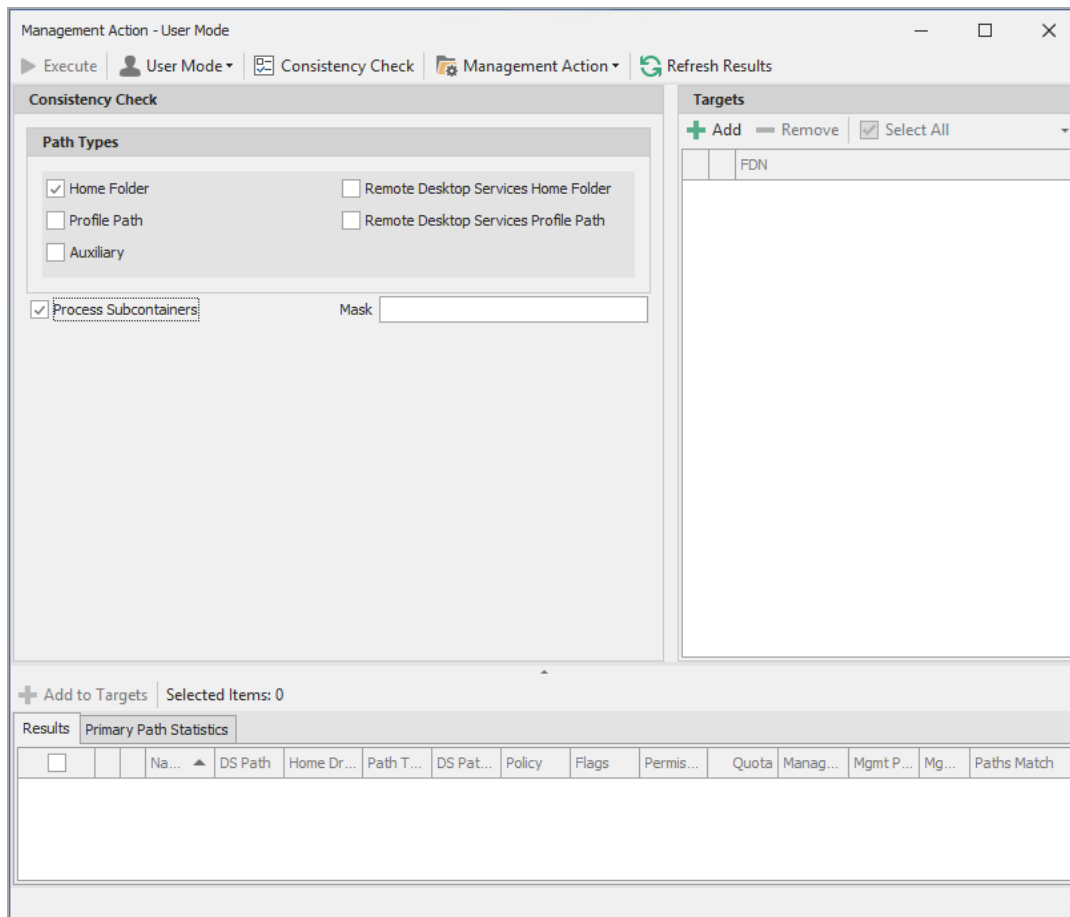 Management Action - User Mode
Execute User Mode Consistency Check Management Action Refresh Results
Consistency Check
Path Types
Home Folder Remote Desktop Services Home Folder
Profile Path Remote Desktop Services Profile Path
Auxiliary
Process Subcontainers Mask
Targets
Add Remove Select All
FDN
Add to Targets Selected Items: 0
Results Primary Path Statistics
Na... DS Path Home Dr... Path T... DS Pat... Policy Flags Permis... Quota Manag... Mgmt P... Mg... Paths Match